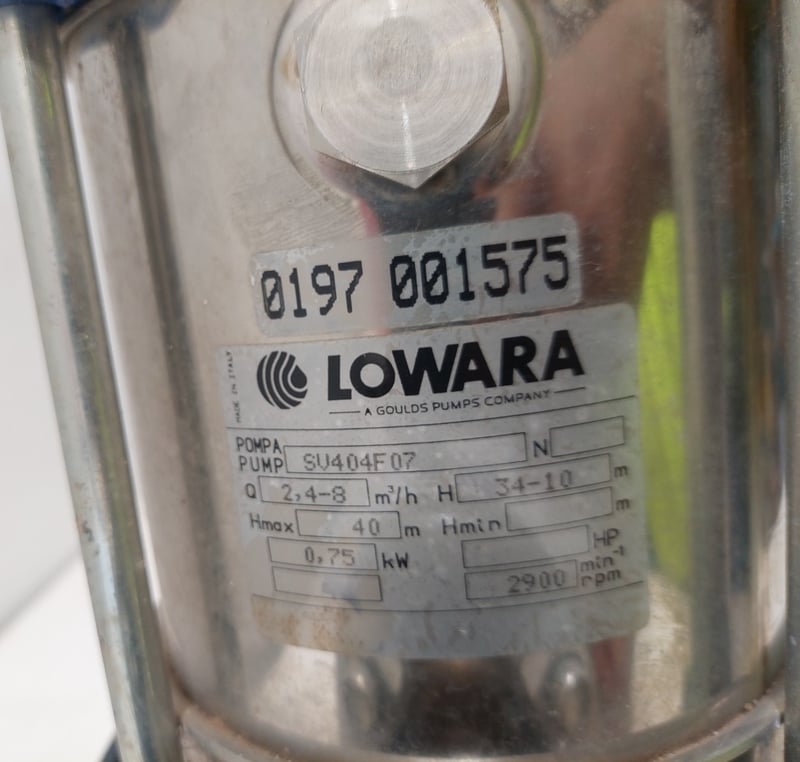 0197 001575
MADE IN ITALY
LOWARA
A GOULDS PUMPS COMPANY
POMPA
PUMP SV404F07 N
Q 2,4-8 m³/h H 34-10 m
Hmax 40 m Hmin m
0,75 kW HP
2900 min-1
rpm